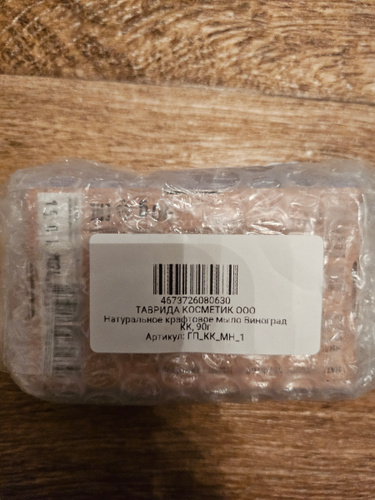 4673726080630
ТАВРИДА КОСМЕТИК ООО
Натуральное крафтовое мыло Виноград
КК, 90г
Артикул: ГП_КК_МН_1